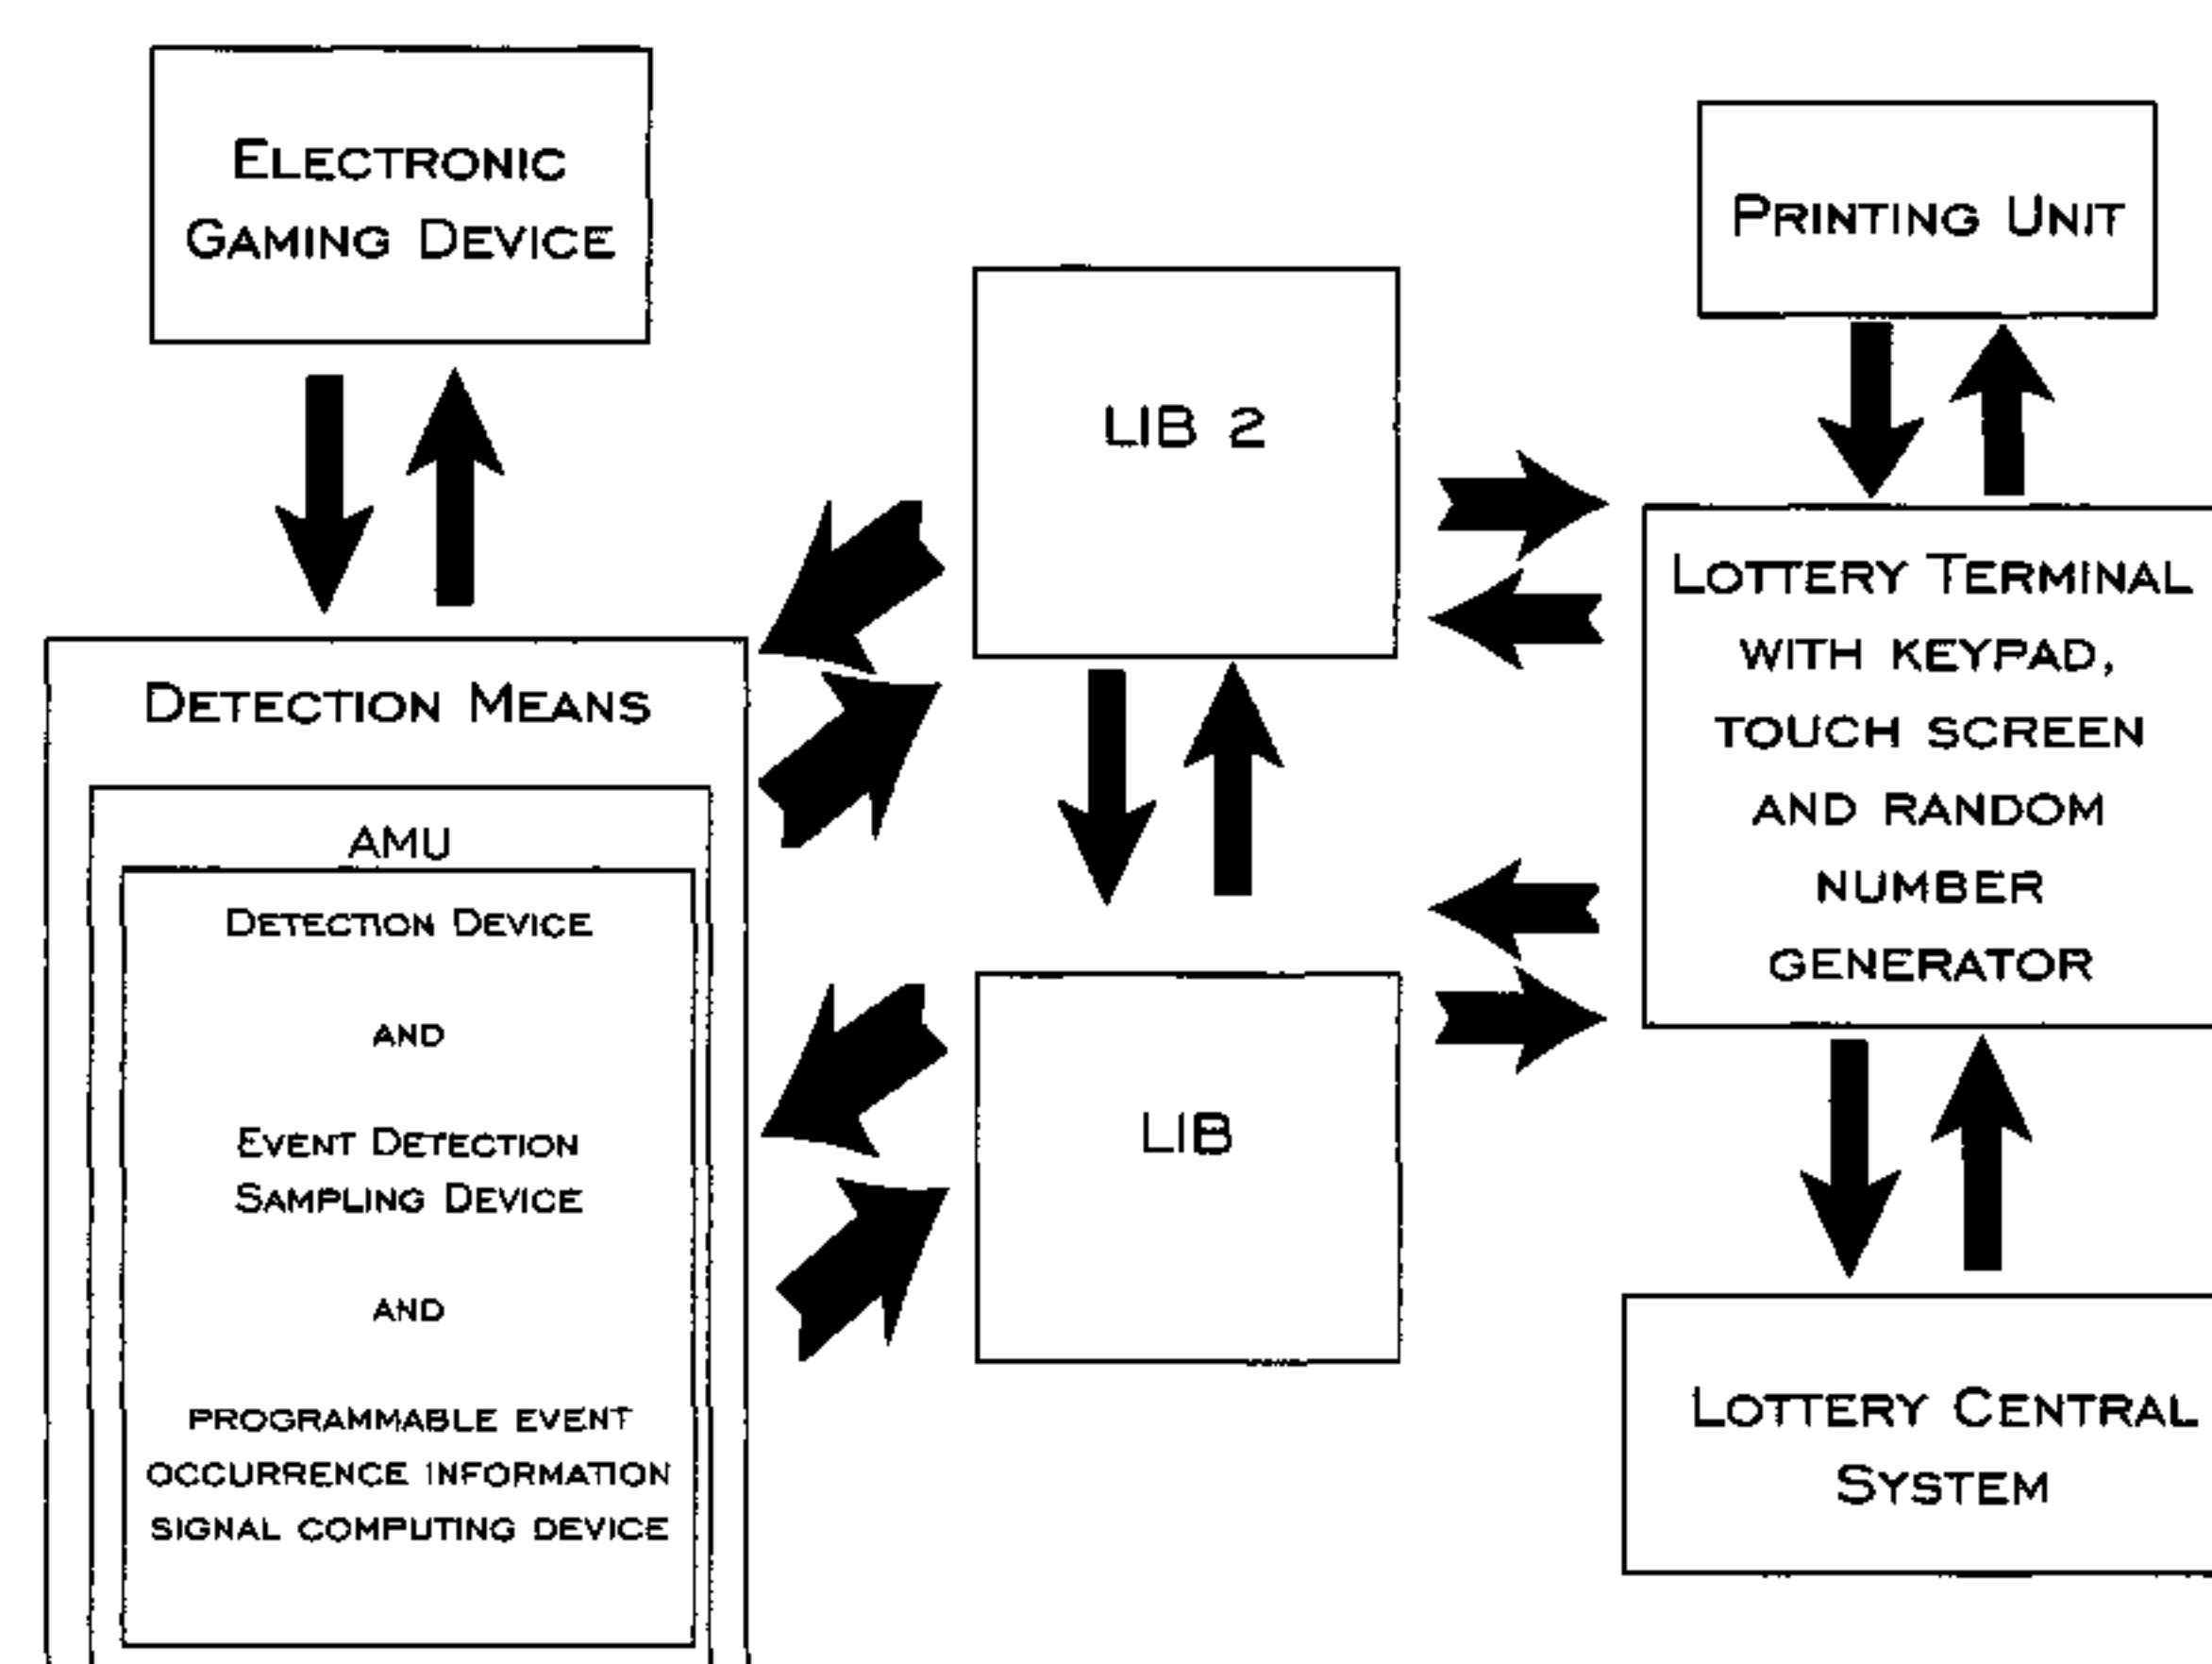 ELECTRONIC
GAMING DEVICE
DETECTION MEANS
AMU
DETECTION DEVICE
AND
EVENT DETECTION
SAMPLING DEVICE
AND
PROGRAMMABLE EVENT
OCCURRENCE INFORMATION
SIGNAL COMPUTING DEVICE
LIB 2
LIB
PRINTING UNIT
LOTTERY TERMINAL
WITH KEYPAD,
TOUCH SCREEN
AND RANDOM
NUMBER
GENERATOR
LOTTERY CENTRAL
SYSTEM